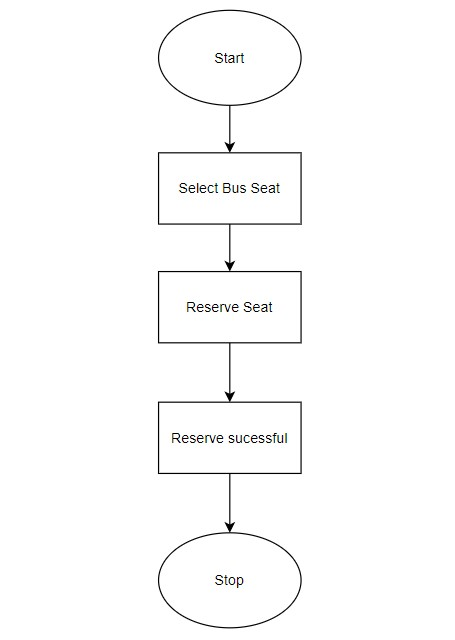 Start
Select Bus Seat
Reserve Seat
Reserve sucessful
Stop